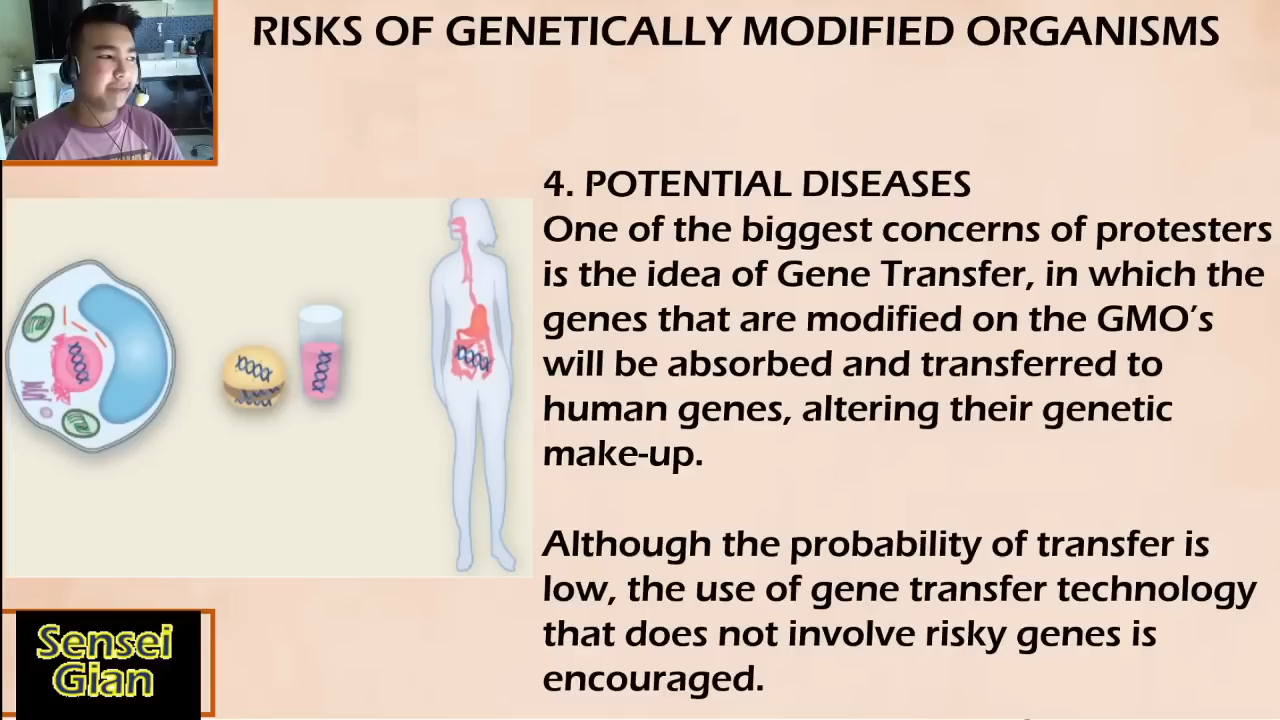 RISKS OF GENETICALLY MODIFIED ORGANISMS
4. POTENTIAL DISEASES
One of the biggest concerns of protesters
is the idea of Gene Transfer, in which the
genes that are modified on the GMO's
will be absorbed and transferred to
human genes, altering their genetic
make-up.
Although the probability of transfer is
low, the use of gene transfer technology
that does not involve risky genes is
encouraged.
Sensei
Gian